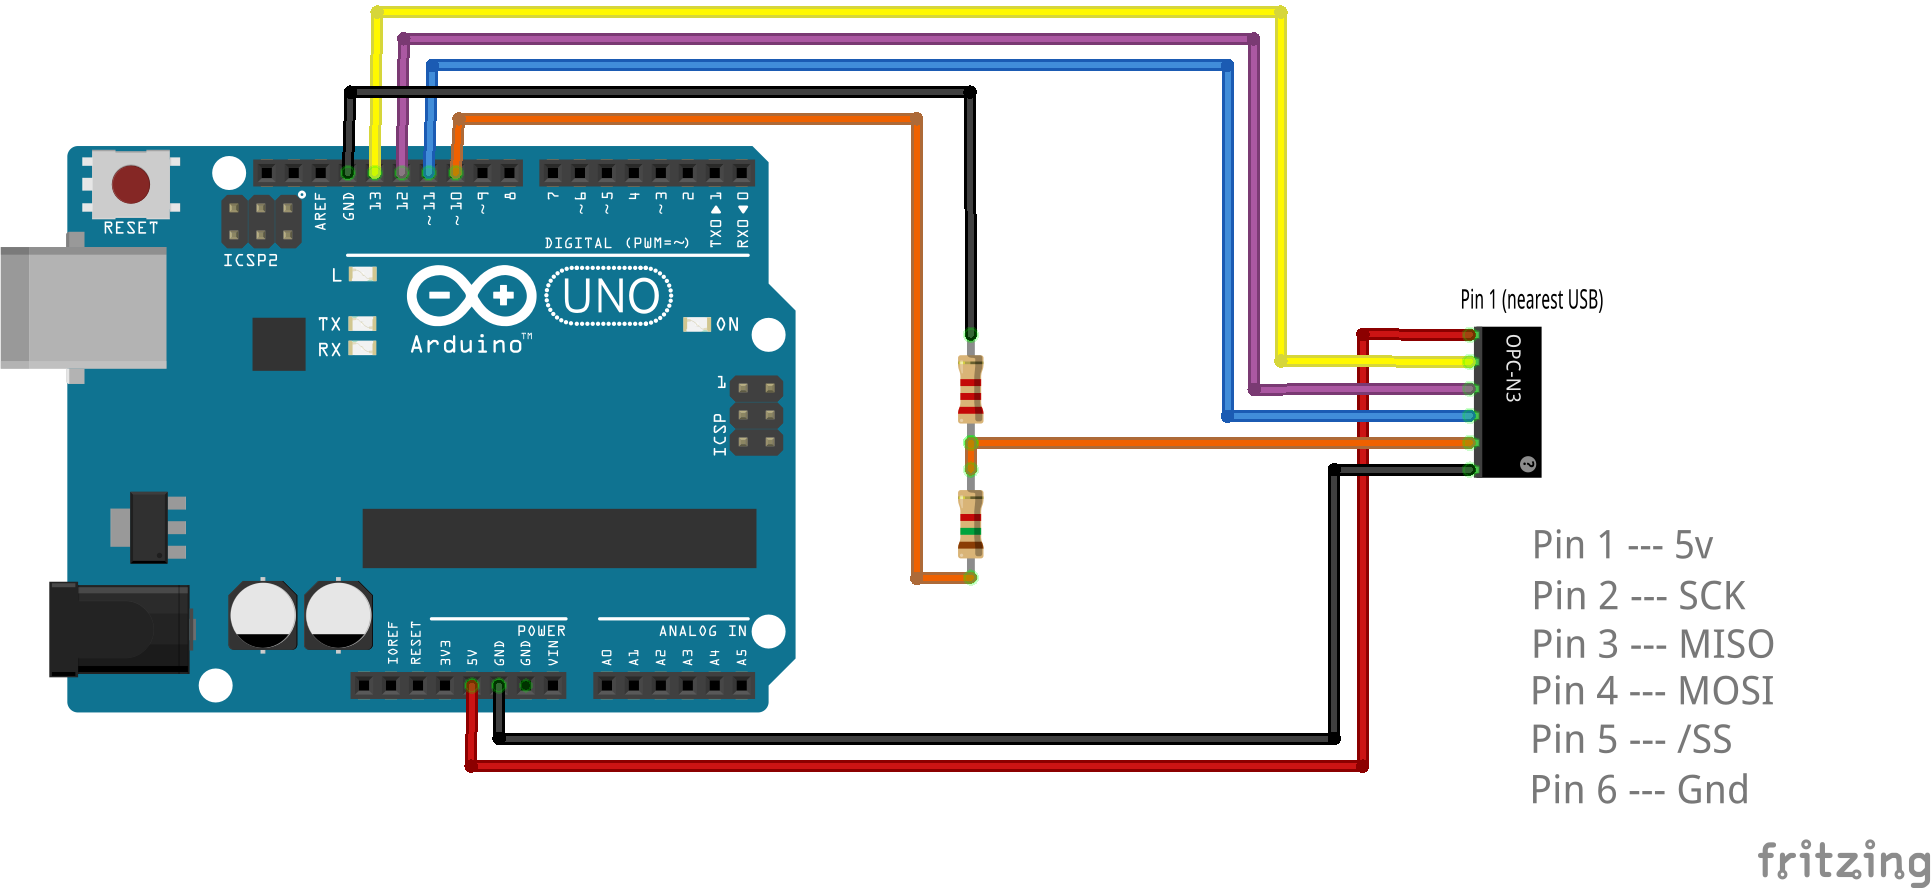 RESET
ICSP2
AREF
GND
13
12
~11
~10
~9
8
7
~6
~5
4
~3
2
TX0▶1
RX0◀0
DIGITAL (PWM=~)
L
TX
RX
UNO
ON
Arduino™
1
ICSP
Pin 1 (nearest USB)
OPC-N3
IOREF
RESET
3V3
5V
GND
GND
VIN
POWER
ANALOG IN
A0
A1
A2
A3
A4
A5
Pin 1 --- 5v
Pin 2 --- SCK
Pin 3 --- MISO
Pin 4 --- MOSI
Pin 5 --- /SS
Pin 6 --- Gnd
fritzing